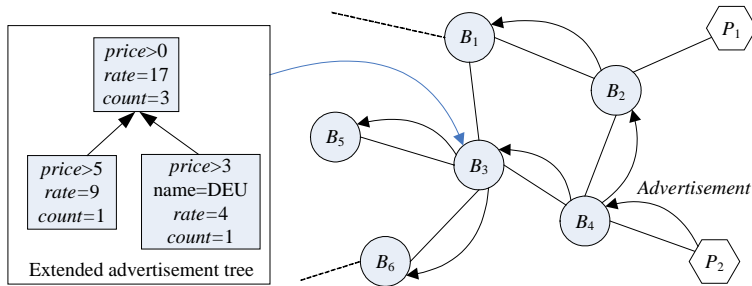 price>0
rate=17
count=3
price>5
rate=9
count=1
price>3
name=DEU
rate=4
count=1
Extended advertisement tree
B1
P1
B2
B5
B3
Advertisement
B4
B6
P2